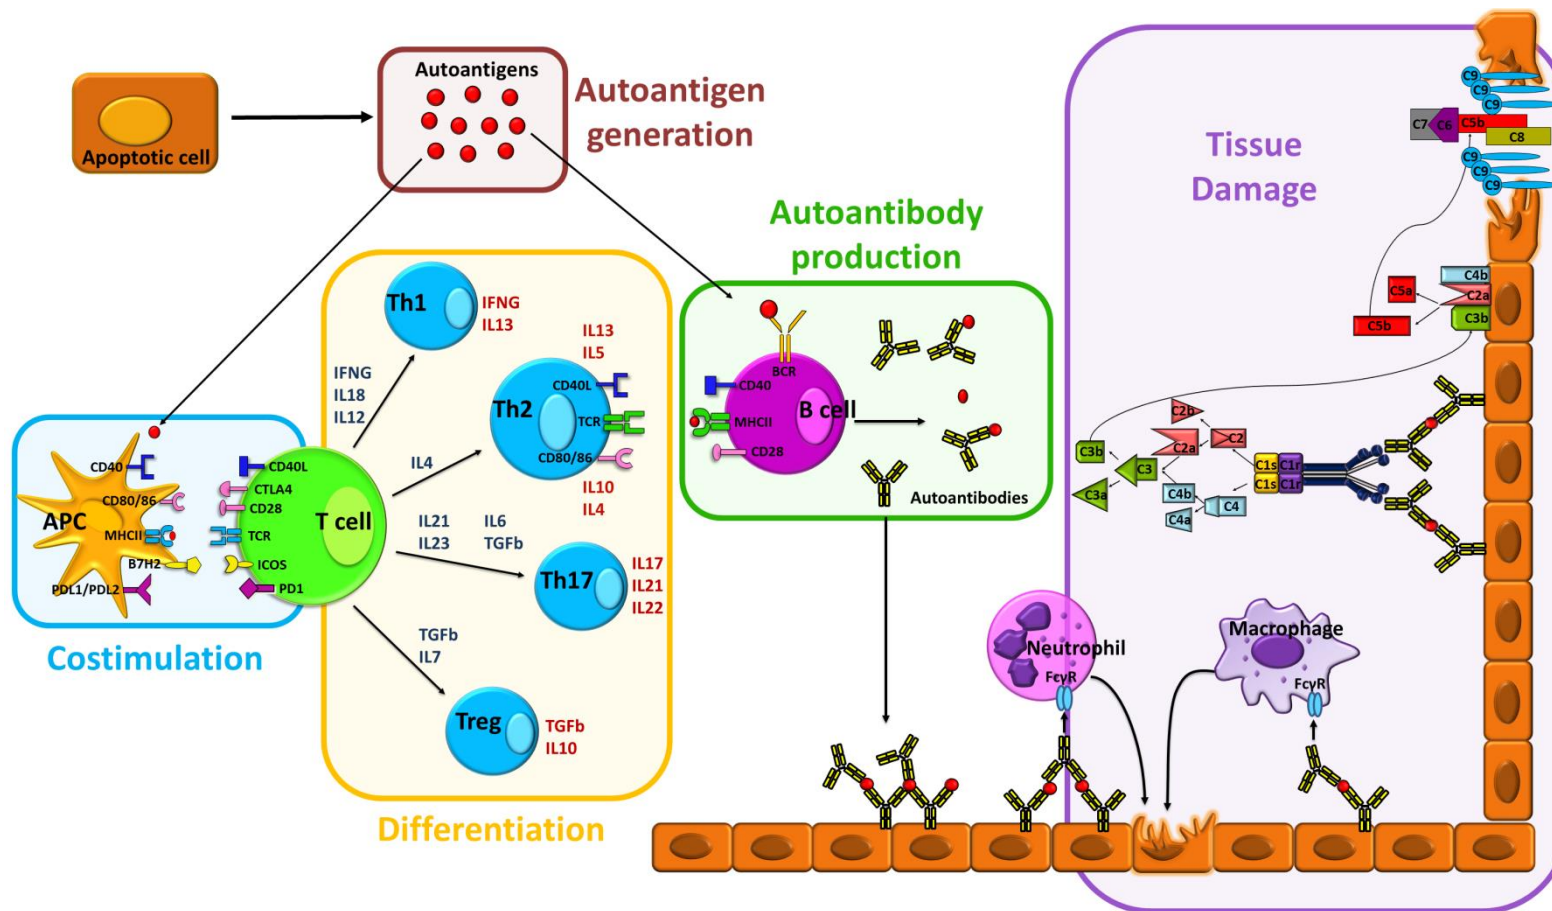 Autoantigens
Autoantigen
generation
Apoptotic cell
Costimulation
CD40
CD80/86
APC
MHCII
B7H2
PDL1/PDL2
CD40L
CTLA4
CD28
T cell
TCR
ICOS
PD1
Differentiation
IFNG
IL18
IL12
Th1
IFNG
IL13
IL4
IL13
IL5
CD40L
Th2
TCR
CD80/86
IL10
IL4
IL21
IL23
IL6
TGFb
Th17
IL17
IL21
IL22
TGFb
IL7
Treg
TGFb
IL10
Autoantibody
production
BCR
CD40
B cell
MHCII
CD28
Autoantibodies
Tissue
Damage
C9
C9
C9
C7
C6
C5b
C8
C9
C9
C9
C4b
C5a
C2a
C3b
C5b
C2b
C2
C2a
C3b
C3
C3a
C4b
C4
C4a
C1s
C1r
C1s
C1r
Neutrophil
FcγR
Macrophage
FcγR